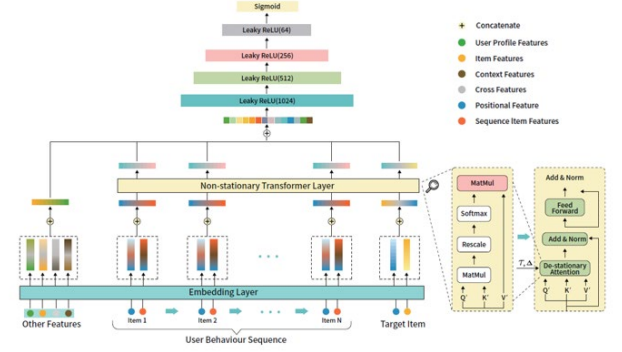 Sigmoid
Leaky ReLU(64)
Leaky ReLU(256)
Leaky ReLU(512)
Leaky ReLU(1024)
Concatenate
User Profile Features
Item Features
Context Features
Cross Features
Positional Feature
Sequence Item Features
Non-stationary Transformer Layer
Embedding Layer
Other Features
Item 1
Item 2
Item N
Target Item
User Behaviour Sequence
MatMul
Softmax
Rescale
MatMul
Q' K' V'
τ, Δ
Add & Norm
Feed
Forward
Add & Norm
De-stationary
Attention
Q' K' V'